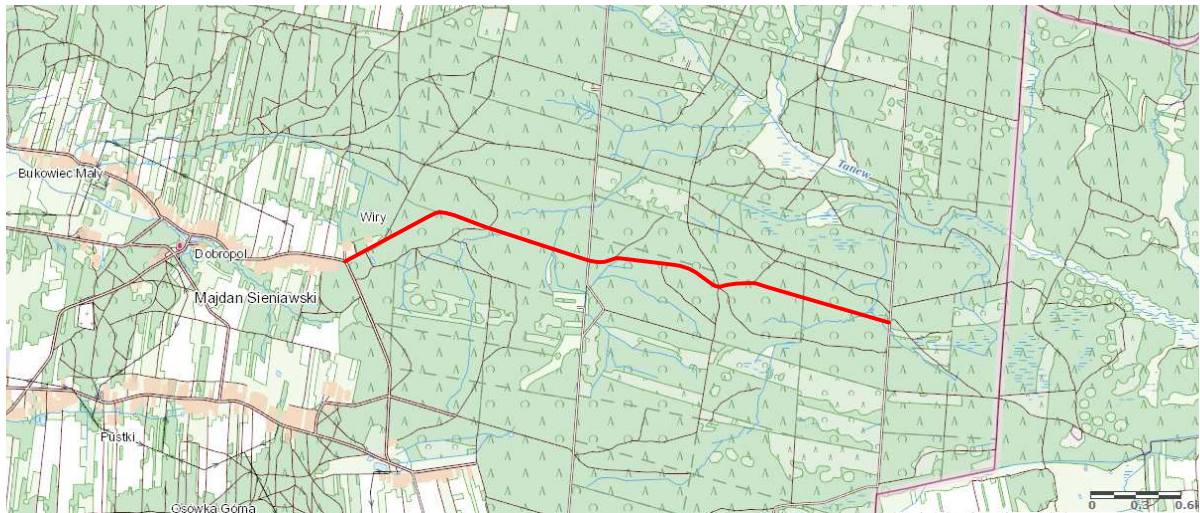 Tanew
Bukowiec Mały
Wiry
Dobropol
Majdan Sieniawski
Pustki
Osówka Górna
0 0.3 0.6